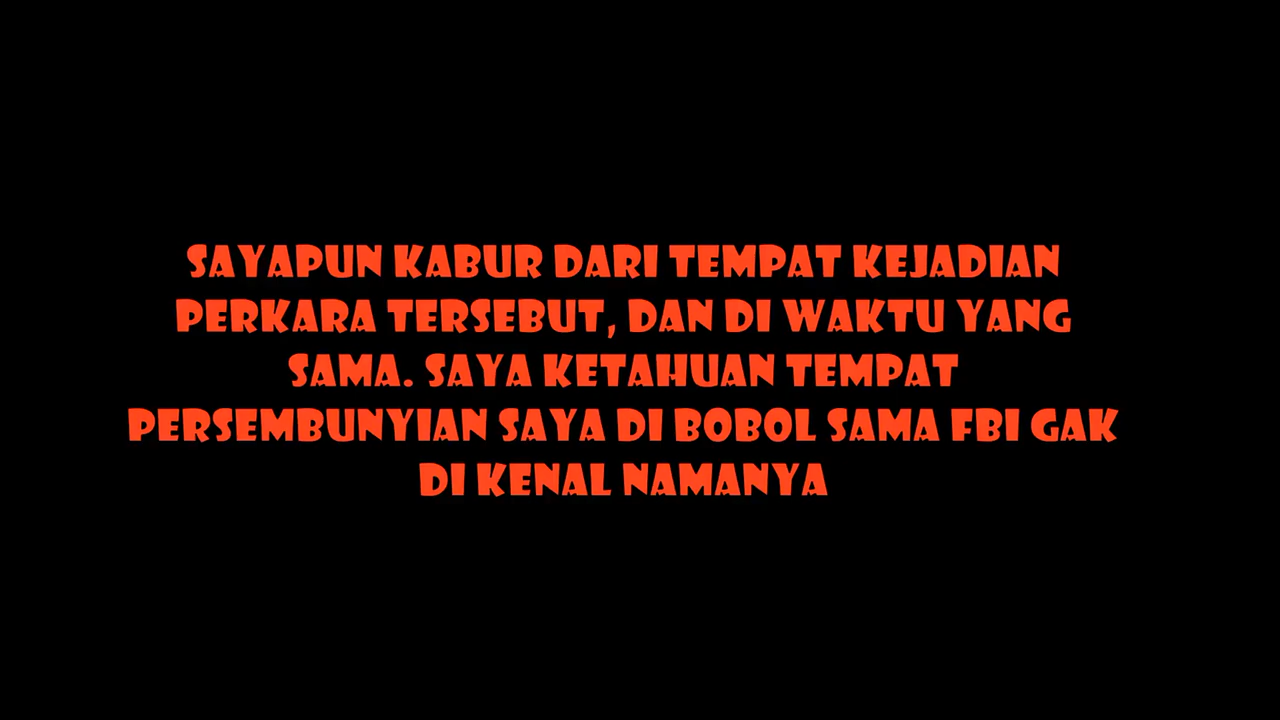 SAYAPUN KABUR DARI TEMPAT KEJADIAN
PERKARA TERSEBUT, DAN DI WAKTU YANG
SAMA. SAYA KETAHUAN TEMPAT
PERSEMBUNYIAN SAYA DI BOBOL SAMA FBI GAK
DI KENAL NAMANYA